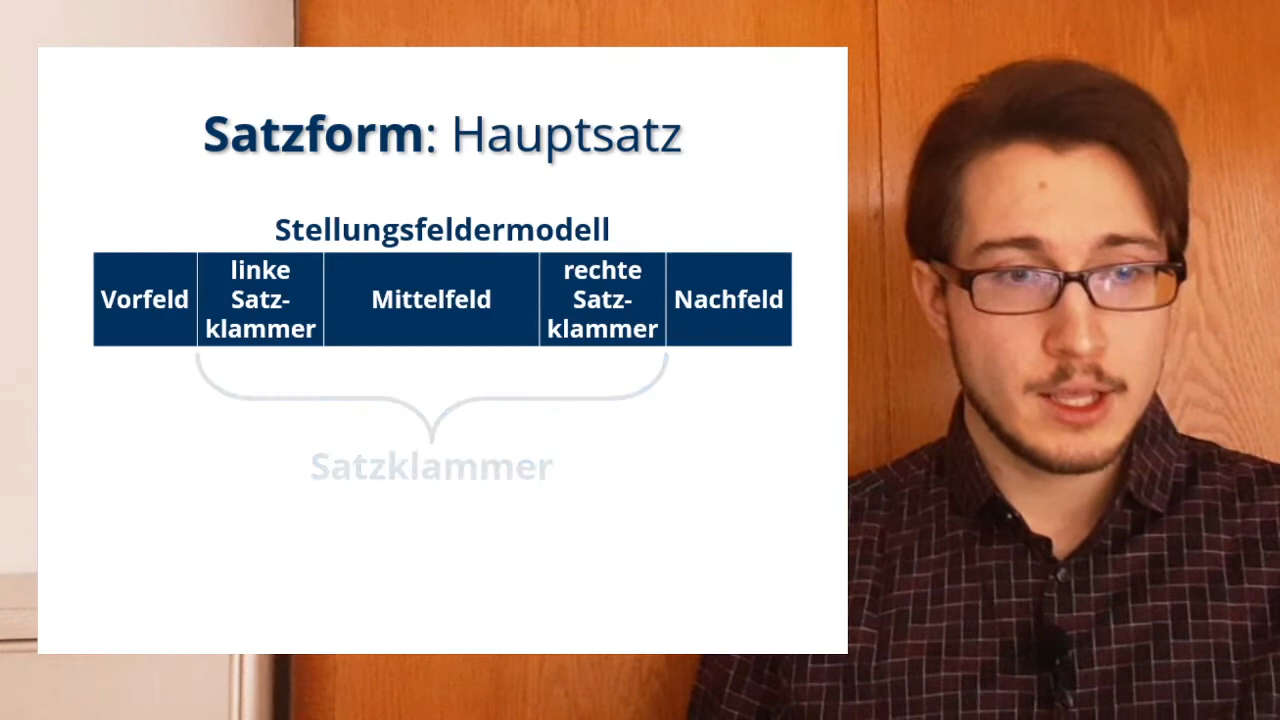 Satzform: Hauptsatz
Stellungsfeldermodell
Vorfeld
linke
Satz-
klammer
Mittelfeld
rechte
Satz-
klammer
Nachfeld
Satzklammer